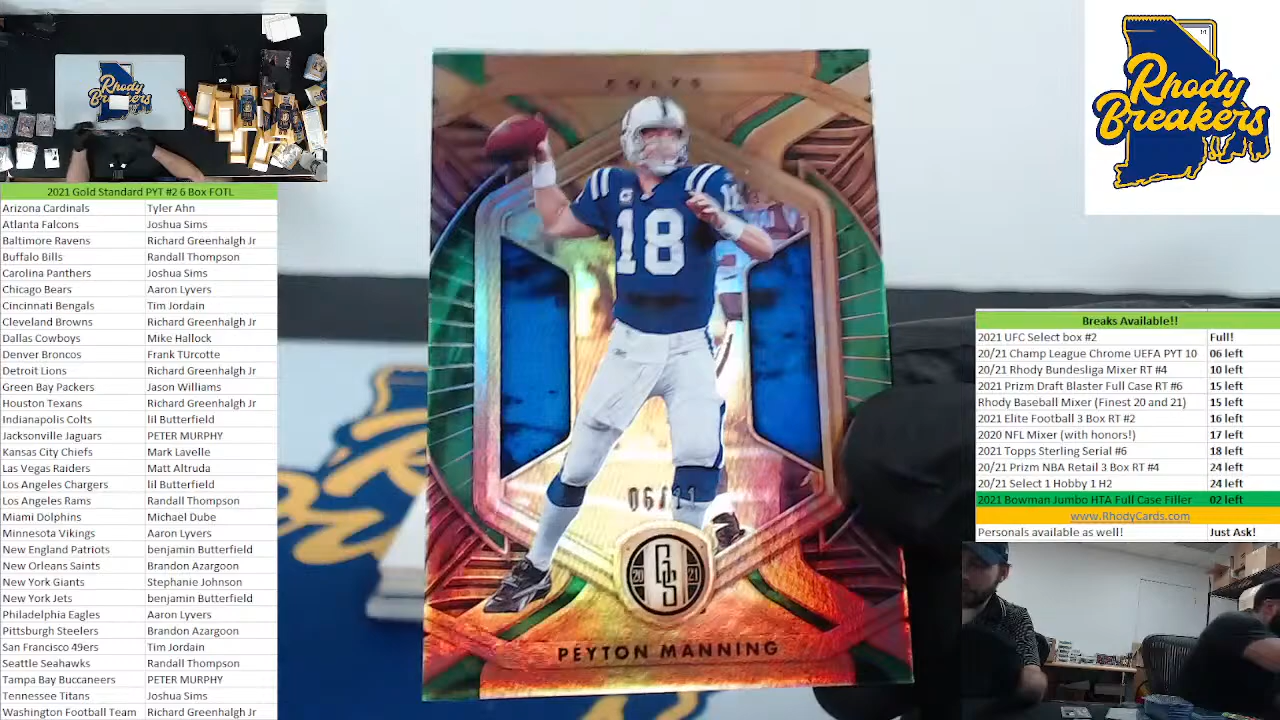 Rhody
Breakers
2021 Gold Standard PYT #2 6 Box FOTL
Arizona Cardinals Tyler Ahn
Atlanta Falcons Joshua Sims
Baltimore Ravens Richard Greenhalgh Jr
Buffalo Bills Randall Thompson
Carolina Panthers Joshua Sims
Chicago Bears Aaron Lyvers
Cincinnati Bengals Tim Jordain
Cleveland Browns Richard Greenhalgh Jr
Dallas Cowboys Mike Hallock
Denver Broncos Frank TUrcotte
Detroit Lions Richard Greenhalgh Jr
Green Bay Packers Jason Williams
Houston Texans Richard Greenhalgh Jr
Indianapolis Colts lil Butterfield
Jacksonville Jaguars PETER MURPHY
Kansas City Chiefs Mark Lavelle
Las Vegas Raiders Matt Altruda
Los Angeles Chargers lil Butterfield
Los Angeles Rams Randall Thompson
Miami Dolphins Michael Dube
Minnesota Vikings Aaron Lyvers
New England Patriots benjamin Butterfield
New Orleans Saints Brandon Azargoon
New York Giants Stephanie Johnson
New York Jets benjamin Butterfield
Philadelphia Eagles Aaron Lyvers
Pittsburgh Steelers Brandon Azargoon
San Francisco 49ers Tim Jordain
Seattle Seahawks Randall Thompson
Tampa Bay Buccaneers PETER MURPHY
Tennessee Titans Joshua Sims
Washington Football Team Richard Greenhalgh Jr
COLTS
18
18
06/11
20 GS 21
PEYTON MANNING
Rhody
Breakers
Breaks Available!!
2021 UFC Select box #2 Full!
20/21 Champ League Chrome UEFA PYT 10 06 left
20/21 Rhody Bundesliga Mixer RT #4 10 left
2021 Prizm Draft Blaster Full Case RT #6 15 left
Rhody Baseball Mixer (Finest 20 and 21) 15 left
2021 Elite Football 3 Box RT #2 16 left
2020 NFL Mixer (with honors!) 17 left
2021 Topps Sterling Serial #6 18 left
20/21 Prizm NBA Retail 3 Box RT #4 24 left
20/21 Select 1 Hobby 1 H2 24 left
2021 Bowman Jumbo HTA Full Case Filler 02 left
www.RhodyCards.com
Personals available as well! Just Ask!